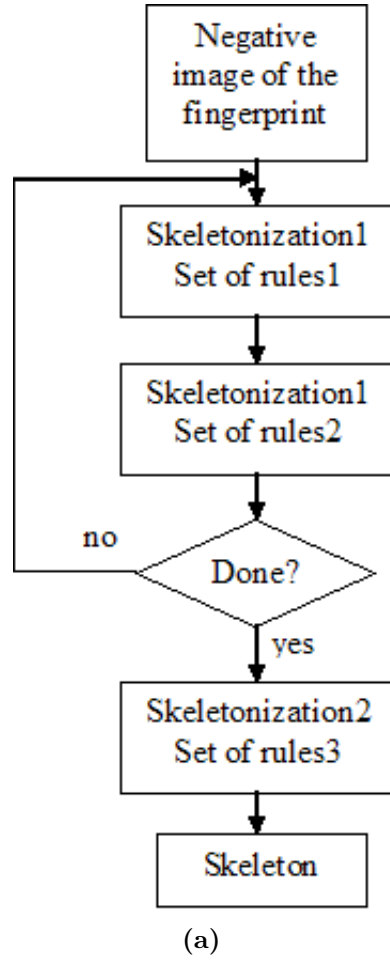 Negative
image of the
fingerprint
Skeletonization1
Set of rules1
Skeletonization1
Set of rules2
no
Done?
yes
Skeletonization2
Set of rules3
Skeleton
(a)